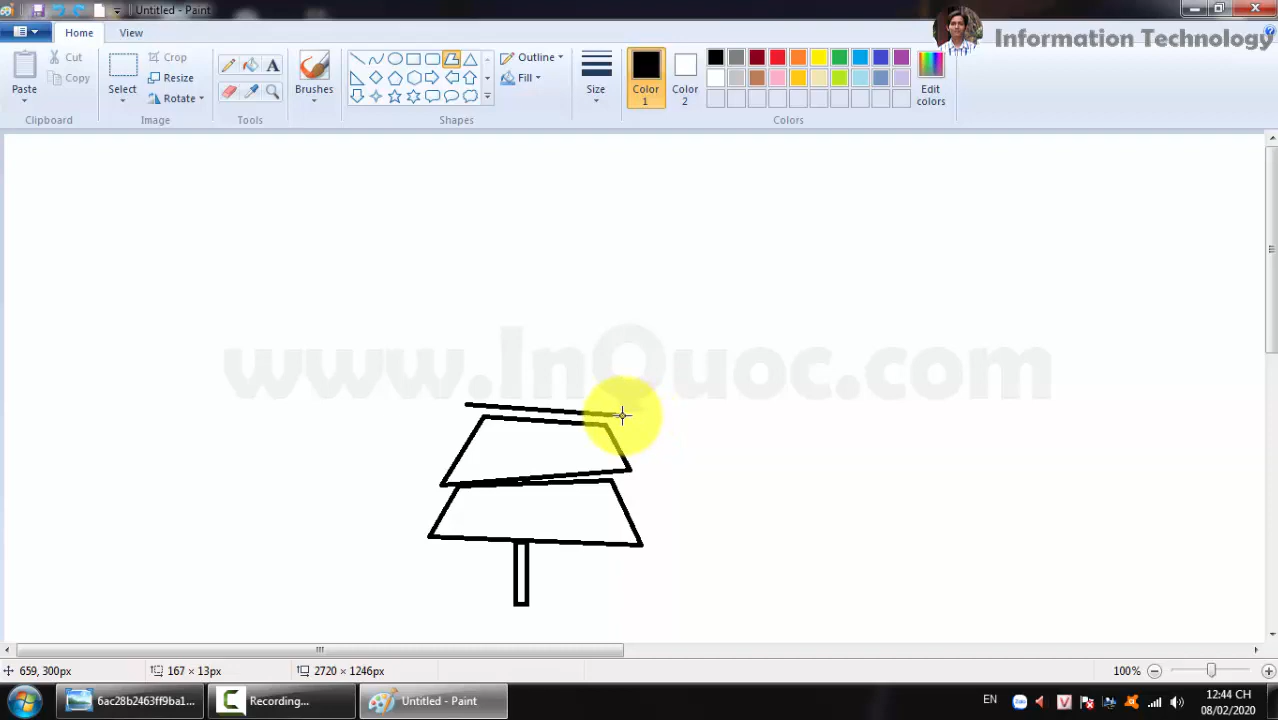 Untitled - Paint
Home
View
Information Technology
Paste
Cut
Copy
Clipboard
Select
Crop
Resize
Rotate
Image
Tools
Brushes
Shapes
Outline
Fill
Size
Color 1
Color 2
Edit colors
Colors
www.InQuoc.com
659, 300px
167 × 13px
2720 × 1246px
100%
6ac28b2463ff9ba1...
Recording...
Untitled - Paint
EN
12:44 CH
08/02/2020